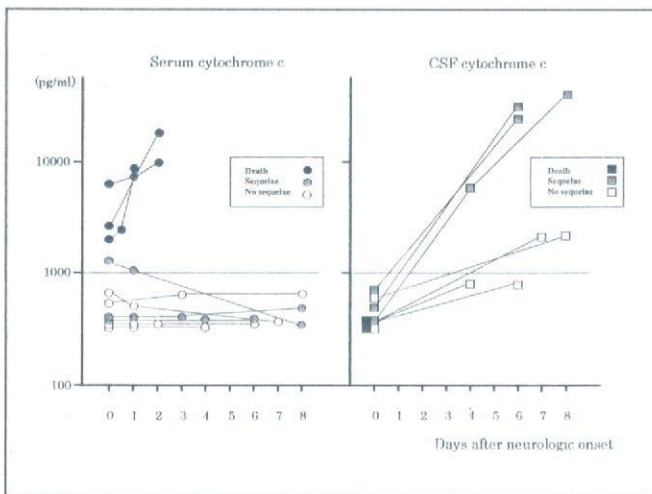 Serum cytochrome c
CSF cytochrome c
(pg/ml)
10000
1000
100
Death
Sequelae
No sequelae
Death
Sequelae
No sequelae
0 1 2 3 4 5 6 7 8
0 1 2 3 4 5 6 7 8
Days after neurologic onset